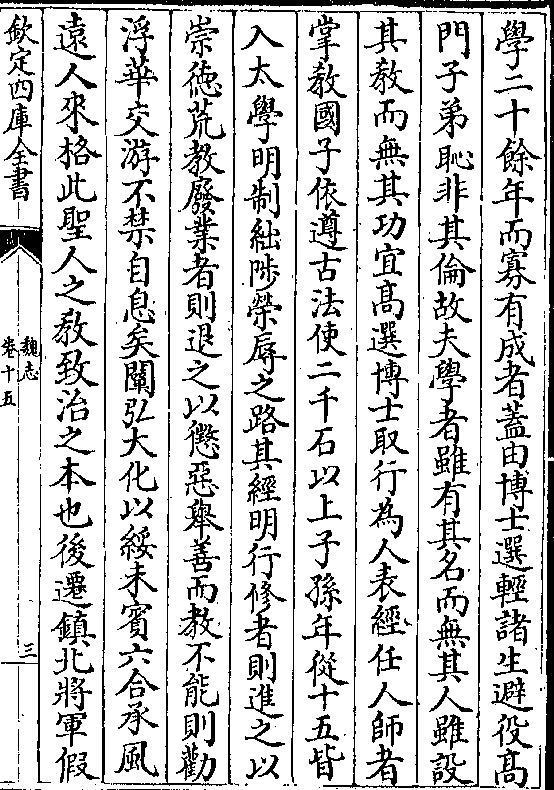 學二十餘年而寡有成者蓋由博士選輕諸生避役髙
門子弟恥非其倫故夫學者雖有其名而無其人雖設
其教而無其功宜髙選博士取行為人表經任人師者
掌教國子依遵古法使二千石以上子孫年從十五皆
入太學明制絀陟榮辱之路其經明行修者則進之以
崇徳荒教廢業者則退之以懲惡舉善而教不能則勸
浮華交游不禁自息矣闡弘大化以綏未賓六合承風
遠人來格此聖人之教致治之本也後遷鎮北將軍假
欽定四庫全書
魏志
卷十五
三